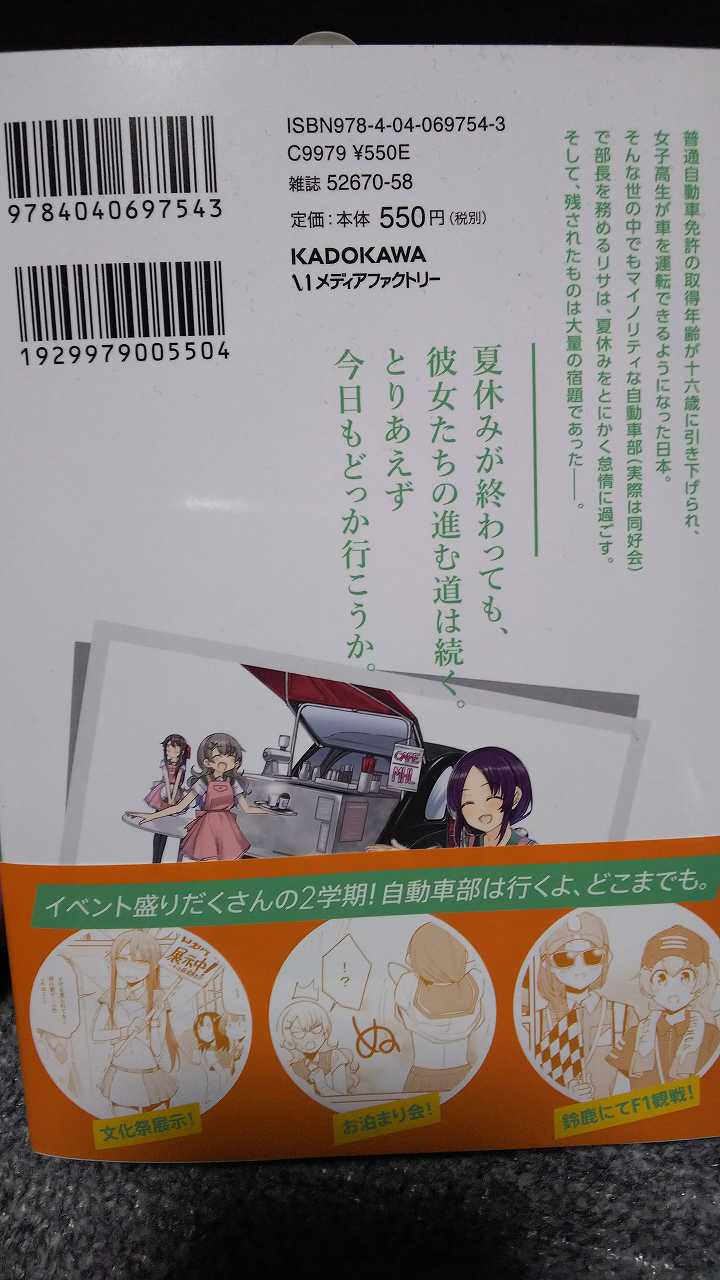 9784040697543
1929979005504
ISBN978-4-04-069754-3
C9979 ¥550E
雑誌 52670-58
定価：本体 550円（税別）
KADOKAWA
メディアファクトリー
普通自動車免許の取得年齢が十六歳に引き下げられ、
女子高生が車を運転できるようになった日本。
そんな世の中でもマイノリティな自動車部（実際は同好会）
で部長を務めるリサは、夏休みをとにかく怠惰に過ごす。
そして、残されたものは大量の宿題であった――。
夏休みが終わっても、
彼女たちの進む道は続く。
とりあえず
今日もどっか行こうか。
CAFE
MHL
イベント盛りだくさんの2学期！自動車部は行くよ、どこまでも。
展示中！
！？
ぬ
文化祭展示！
お泊まり会！
鈴鹿にてF1観戦！